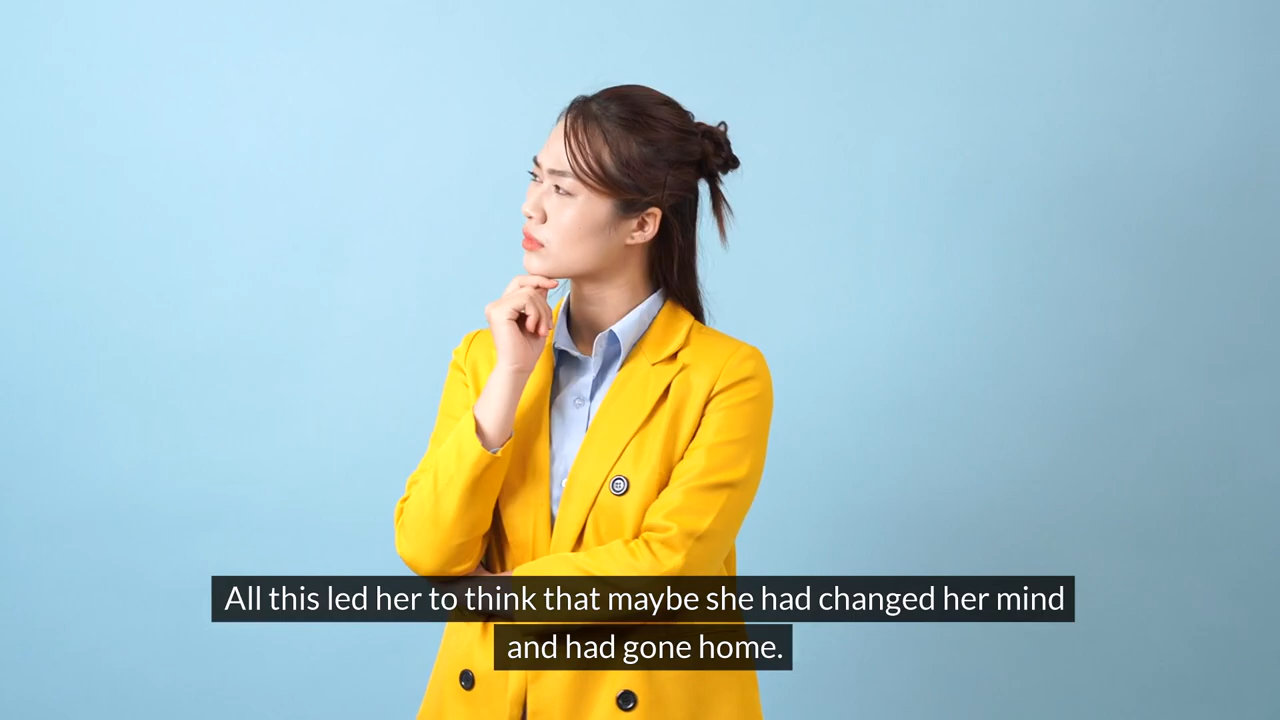 All this led her to think that maybe she had changed her mind
and had gone home.